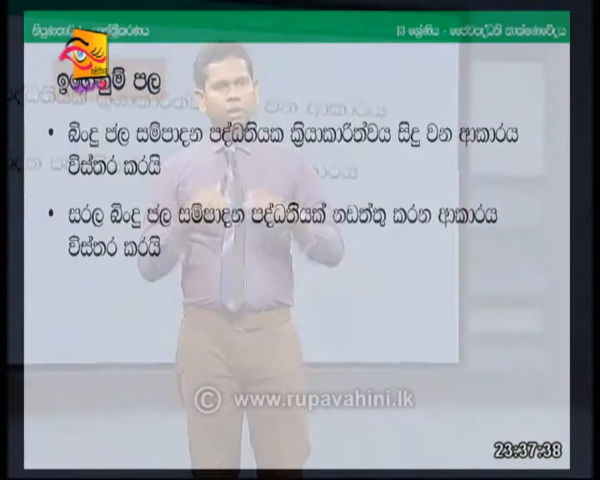 13 ශ්‍රේණිය - ජෛවපද්ධති තාක්ෂණවේදය
ඉගෙනුම් පල
• බිංදු ජල සම්පාදන පද්ධතියක ක්‍රියාකාරිත්වය සිදු වන ආකාරය
විස්තර කරයි
• සරල බිංදු ජල සම්පාදන පද්ධතියක් නඩත්තු කරන ආකාරය
විස්තර කරයි
© www.rupavahini.lk
23:37:38